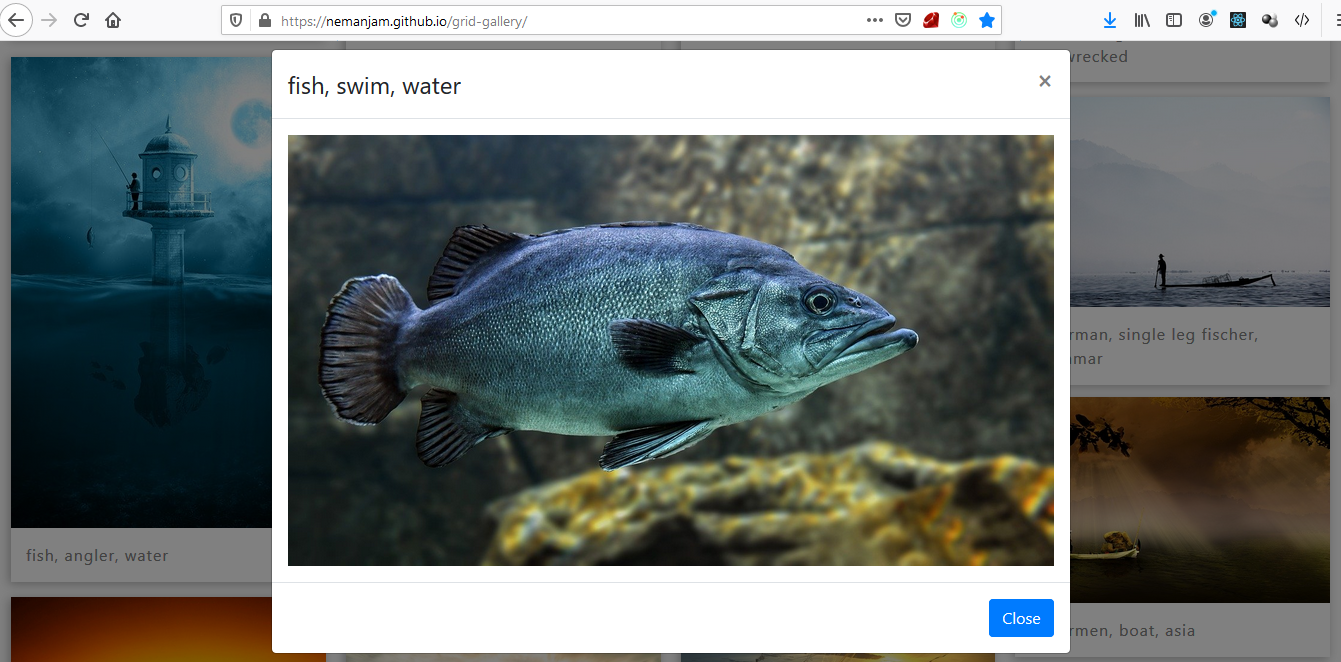 https://nemanjam.github.io/grid-gallery/
wrecked
fish, swim, water
×
rman, single leg fischer,
mar
fish, angler, water
rmen, boat, asia
Close